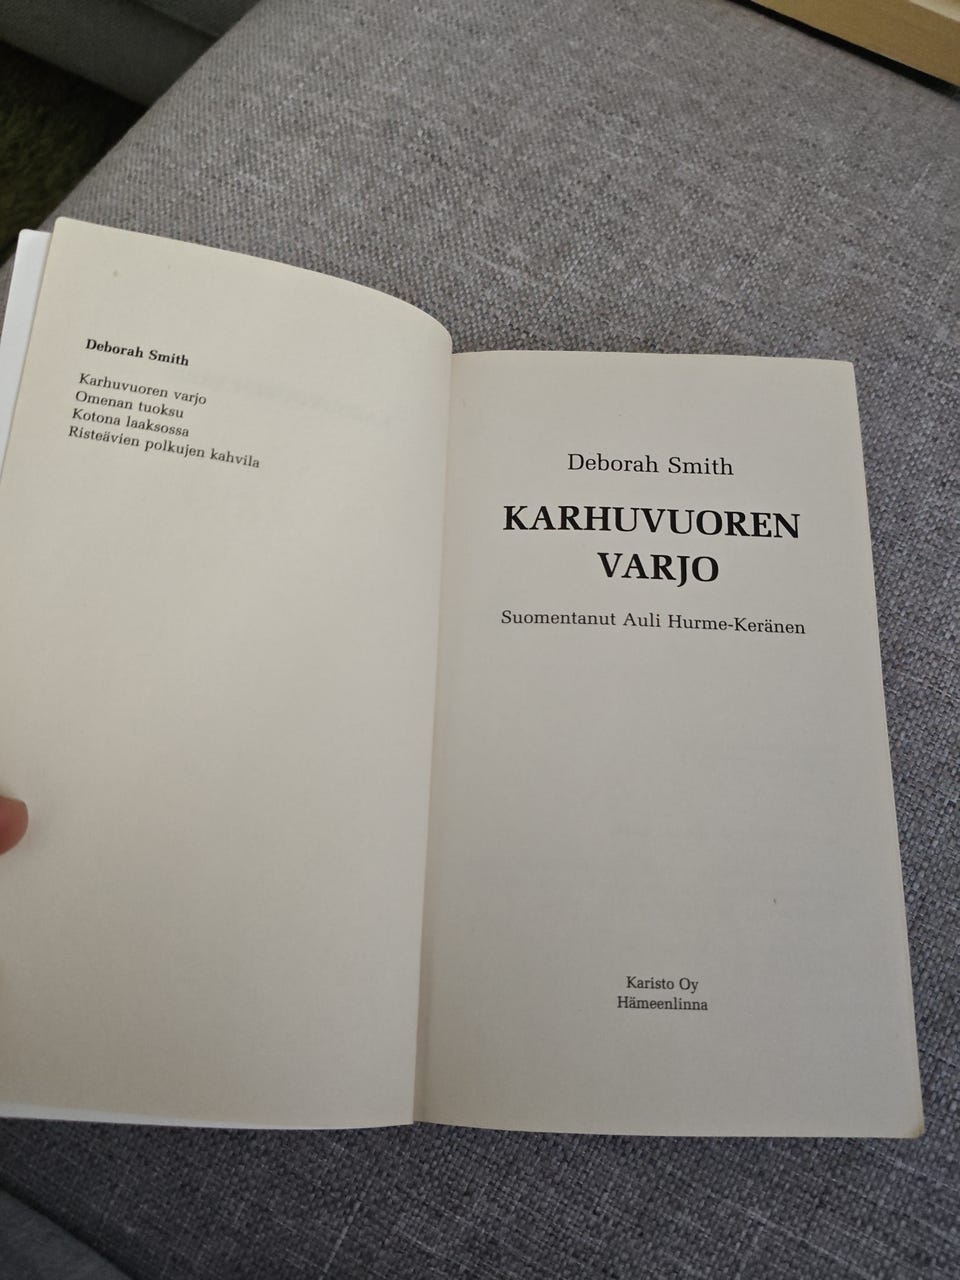 Deborah Smith
Karhuvuoren varjo
Omenan tuoksu
Kotona laaksossa
Risteävien polkujen kahvila
Deborah Smith
KARHUVUOREN
VARJO
Suomentanut Auli Hurme-Keränen
Karisto Oy
Hämeenlinna